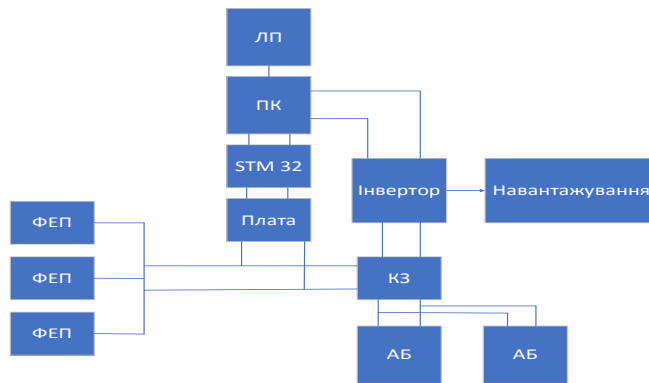 ЛП
ПК
STM 32
Інвертор
Навантажування
Плата
ФЕП
ФЕП
КЗ
ФЕП
АБ
АБ